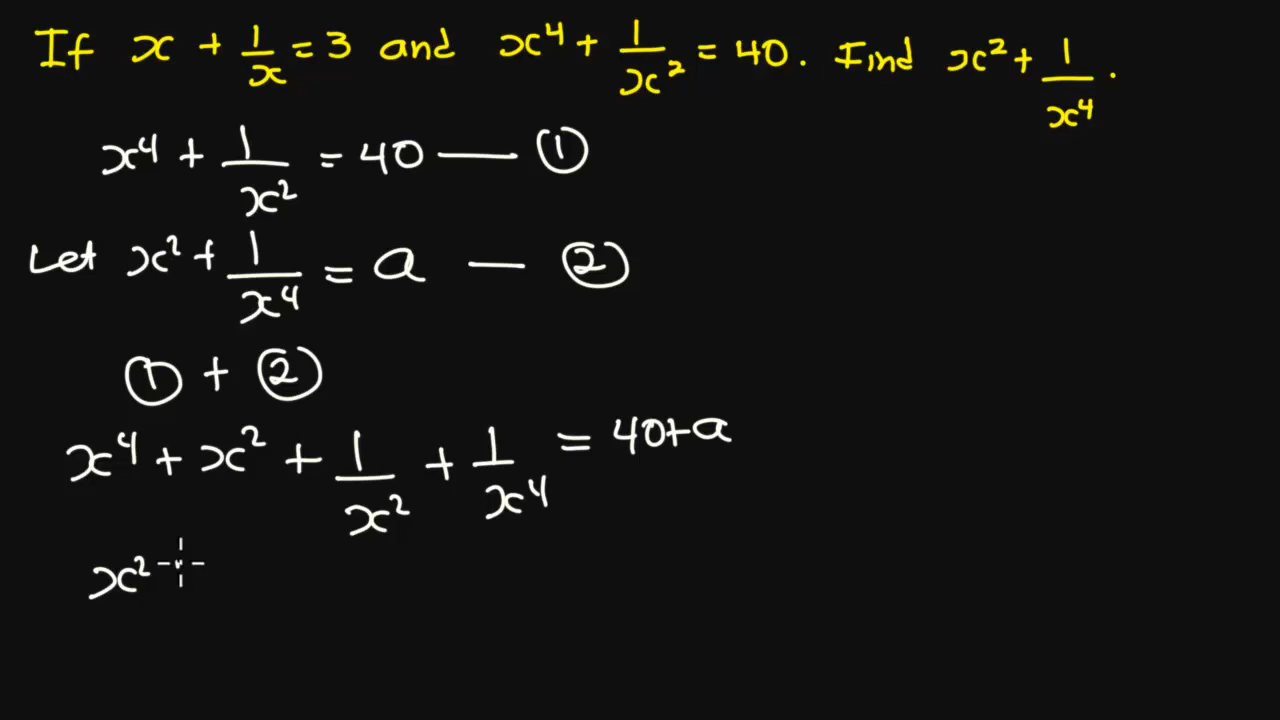 If x + 1/x = 3 and x⁴ + 1/x² = 40. Find x² + 1/x⁴.
x⁴ + 1/x² = 40 — ①
Let x² + 1/x⁴ = a — ②
① + ②
x⁴ + x² + 1/x² + 1/x⁴ = 40+a
x²